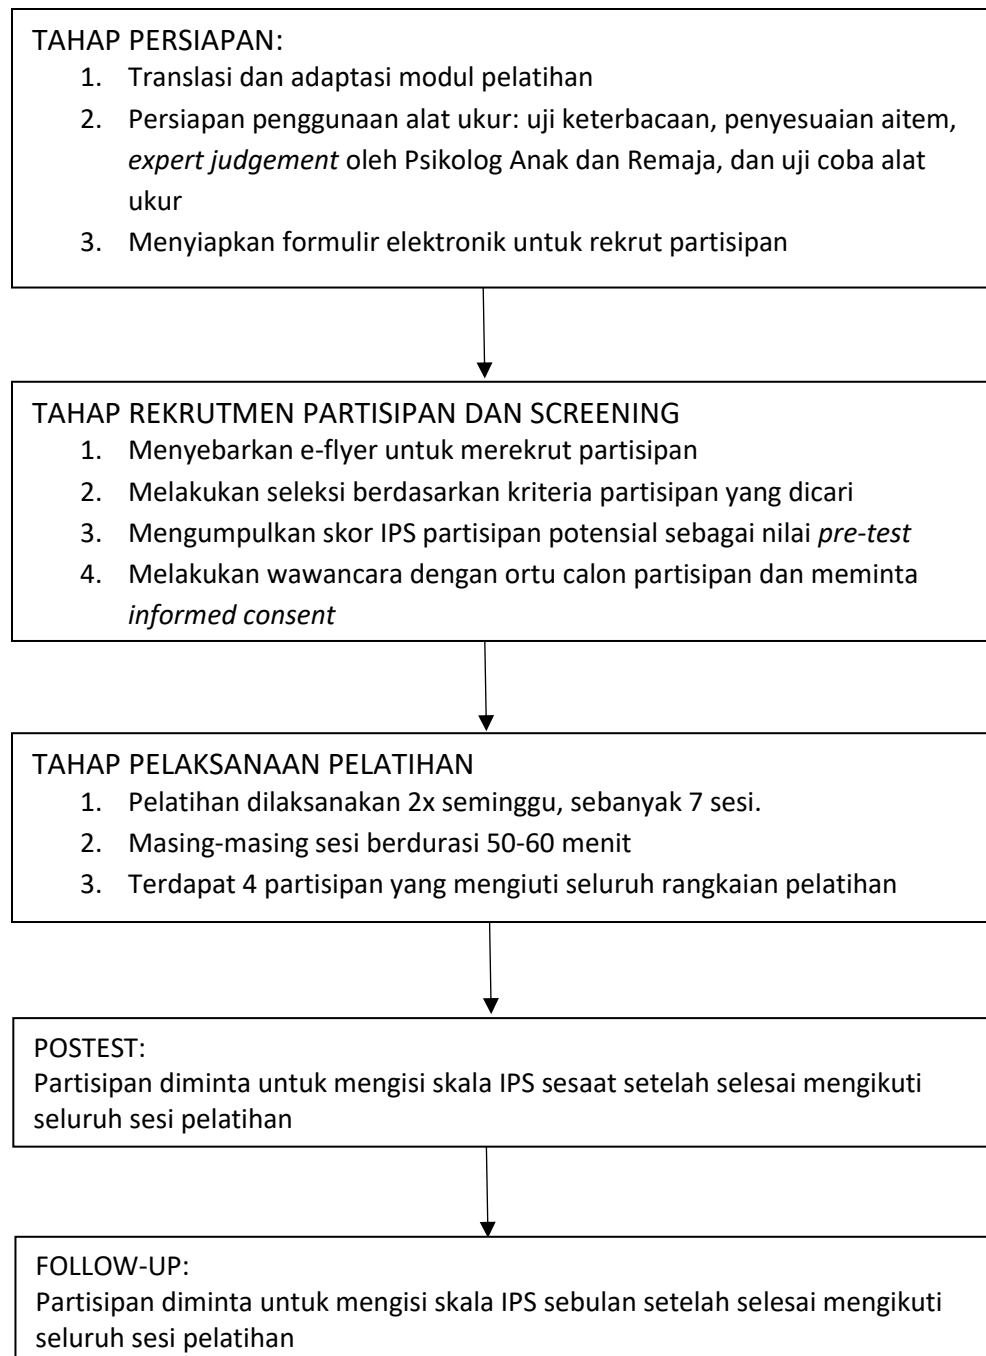 TAHAP PERSIAPAN:
1. Translasi dan adaptasi modul pelatihan
2. Persiapan penggunaan alat ukur: uji keterbacaan, penyesuaian aitem,
expert judgement oleh Psikolog Anak dan Remaja, dan uji coba alat
ukur
3. Menyiapkan formulir elektronik untuk rekrut partisipan
TAHAP REKRUTMEN PARTISIPAN DAN SCREENING
1. Menyebarkan e-flyer untuk merekrut partisipan
2. Melakukan seleksi berdasarkan kriteria partisipan yang dicari
3. Mengumpulkan skor IPS partisipan potensial sebagai nilai pre-test
4. Melakukan wawancara dengan ortu calon partisipan dan meminta
informed consent
TAHAP PELAKSANAAN PELATIHAN
1. Pelatihan dilaksanakan 2x seminggu, sebanyak 7 sesi.
2. Masing-masing sesi berdurasi 50-60 menit
3. Terdapat 4 partisipan yang mengiuti seluruh rangkaian pelatihan
POSTEST:
Partisipan diminta untuk mengisi skala IPS sesaat setelah selesai mengikuti
seluruh sesi pelatihan
FOLLOW-UP:
Partisipan diminta untuk mengisi skala IPS sebulan setelah selesai mengikuti
seluruh sesi pelatihan